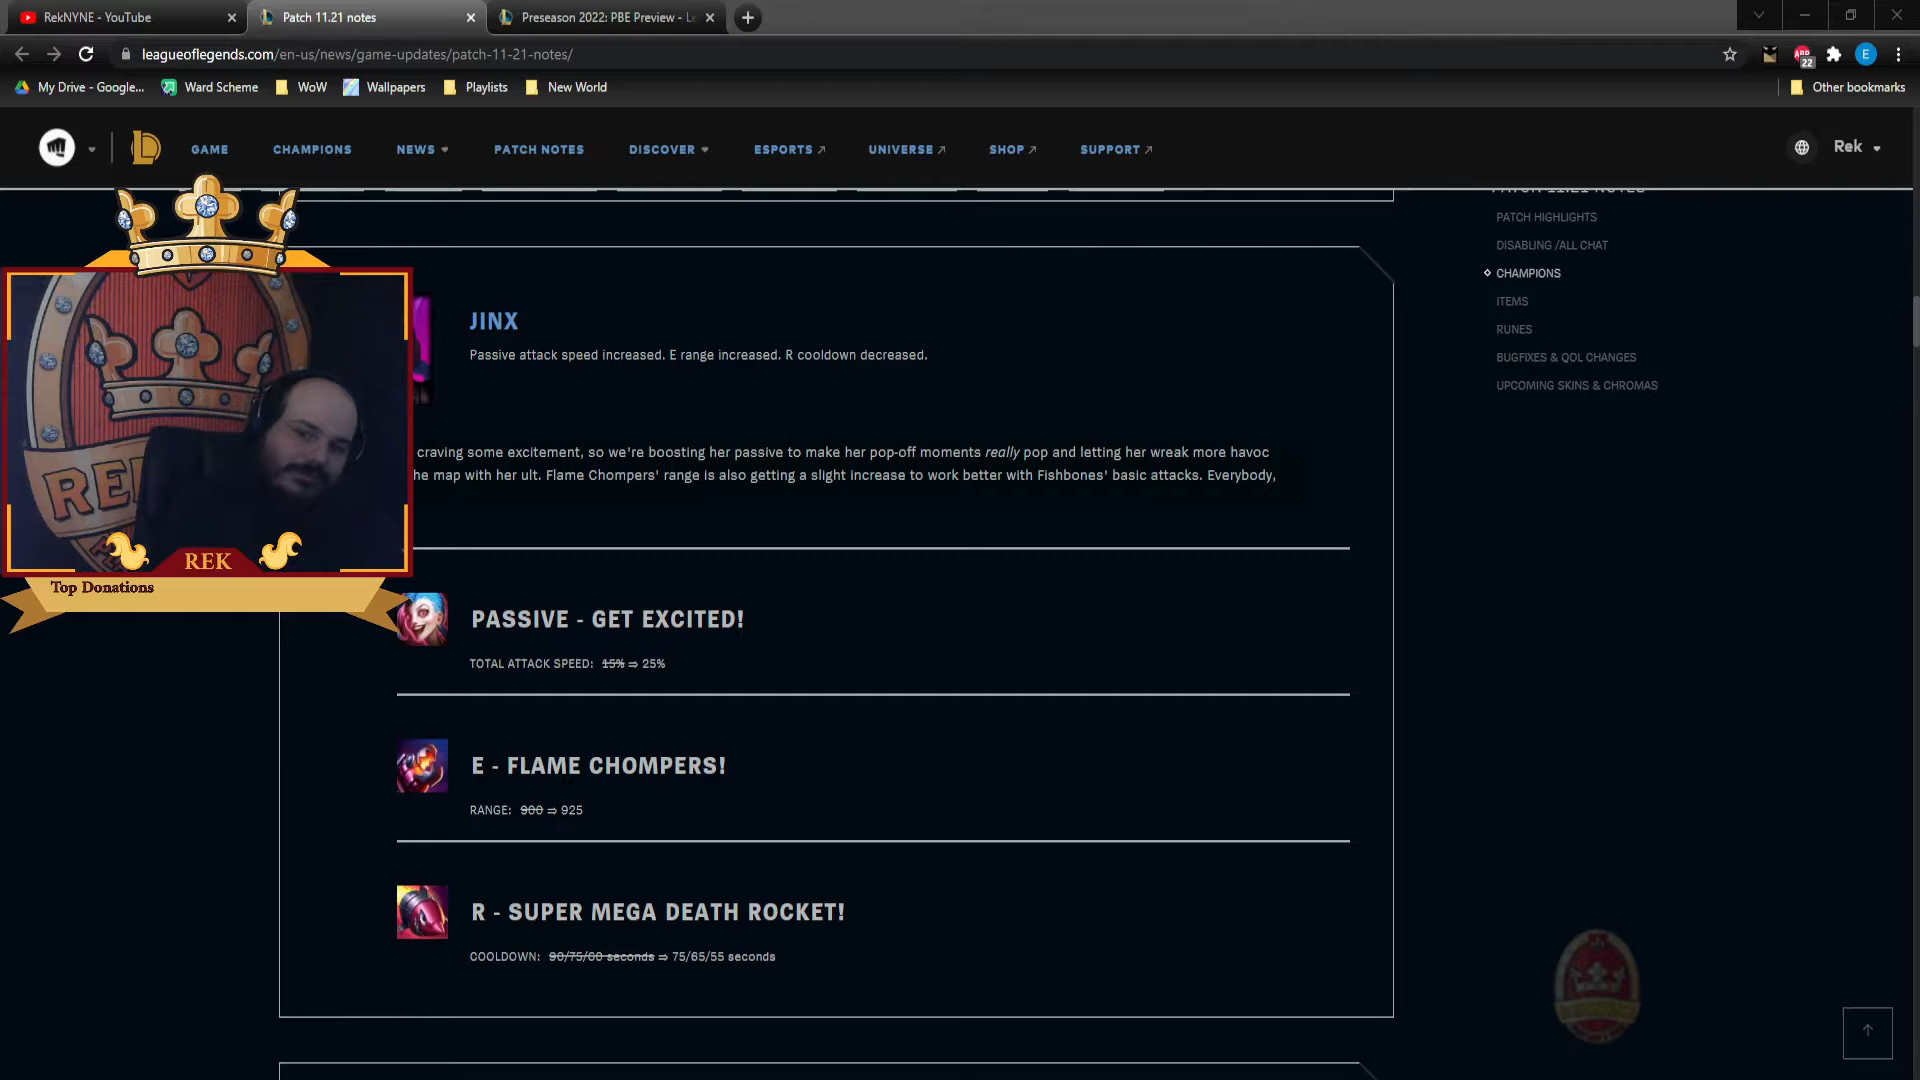 RekNYNE - YouTube
Patch 11.21 notes
Preseason 2022: PBE Preview - Le
leagueoflegends.com/en-us/news/game-updates/patch-11-21-notes/
22
E
My Drive - Google...
Ward Scheme
WoW
Wallpapers
Playlists
New World
Other bookmarks
GAME
CHAMPIONS
NEWS
PATCH NOTES
DISCOVER
ESPORTS
UNIVERSE
SHOP
SUPPORT
Rek
PATCH 11.21 NOTES
PATCH HIGHLIGHTS
DISABLING /ALL CHAT
CHAMPIONS
ITEMS
RUNES
BUGFIXES & QOL CHANGES
UPCOMING SKINS & CHROMAS
JINX
Passive attack speed increased. E range increased. R cooldown decreased.
craving some excitement, so we're boosting her passive to make her pop-off moments really pop and letting her wreak more havoc
he map with her ult. Flame Chompers' range is also getting a slight increase to work better with Fishbones' basic attacks. Everybody,
RE
REK
Top Donations
PASSIVE - GET EXCITED!
TOTAL ATTACK SPEED: 15% ⇒ 25%
E - FLAME CHOMPERS!
RANGE: 900 ⇒ 925
R - SUPER MEGA DEATH ROCKET!
COOLDOWN: 90/75/60 seconds ⇒ 75/65/55 seconds